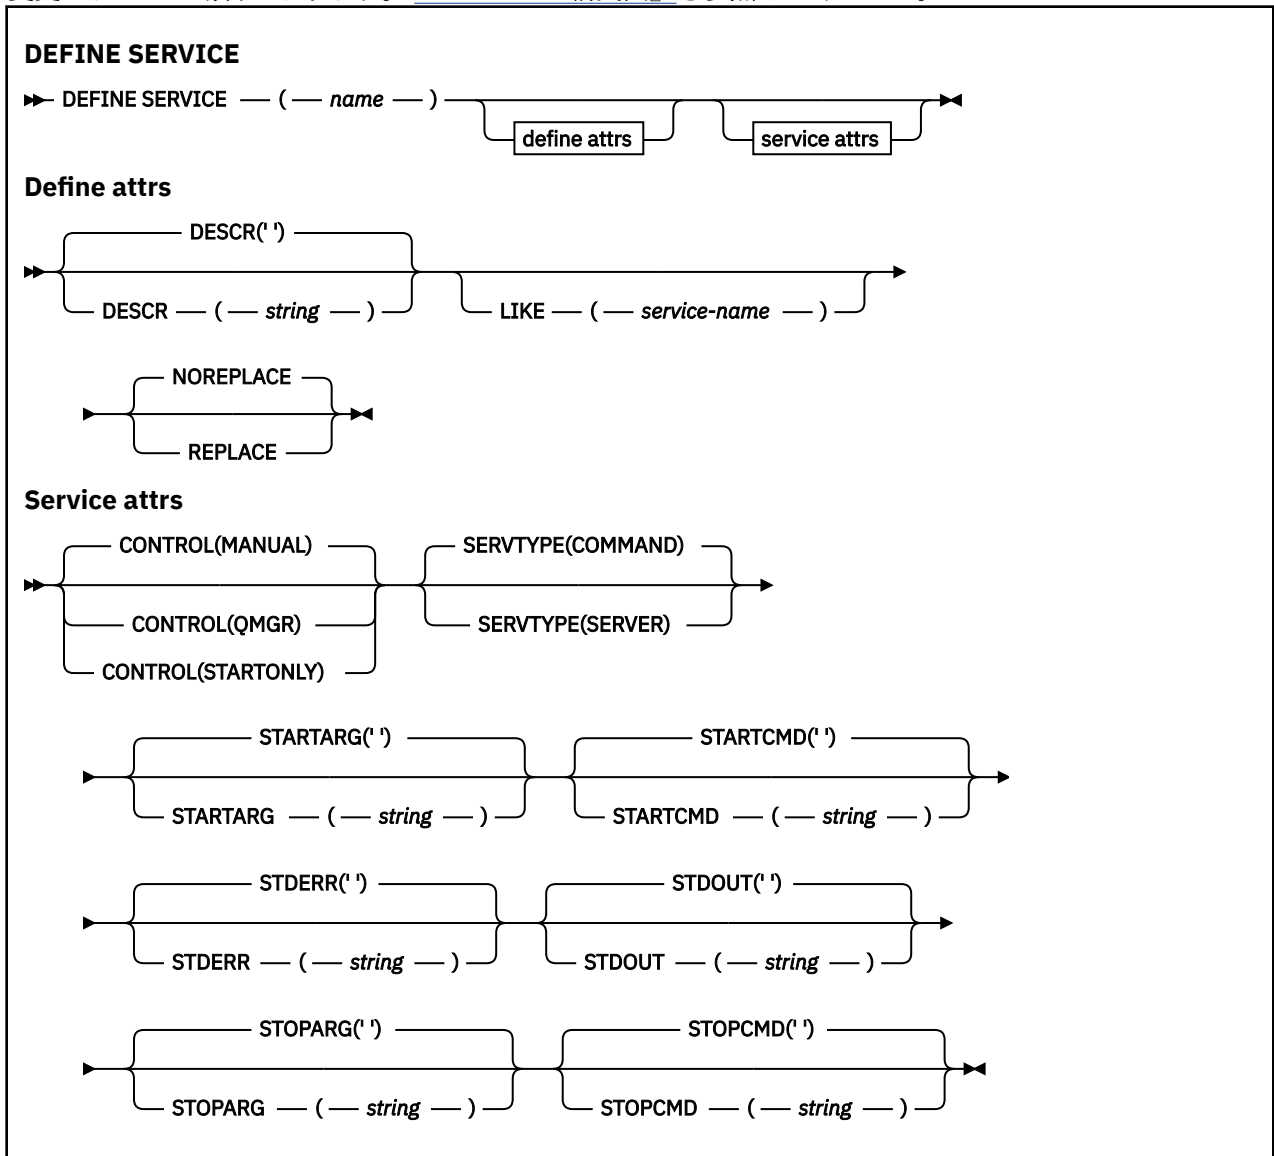 DEFINE SERVICE
DEFINE SERVICE ( name )
define attrs service attrs
Define attrs
DESCR(' ')
DESCR ( string ) LIKE ( service-name )
NOREPLACE
REPLACE
Service attrs
CONTROL(MANUAL) SERVTYPE(COMMAND)
CONTROL(QMGR) SERVTYPE(SERVER)
CONTROL(STARTONLY)
STARTARG(' ') STARTCMD(' ')
STARTARG ( string ) STARTCMD ( string )
STDERR(' ') STDOUT(' ')
STDERR ( string ) STDOUT ( string )
STOPARG(' ') STOPCMD(' ')
STOPARG ( string ) STOPCMD ( string )